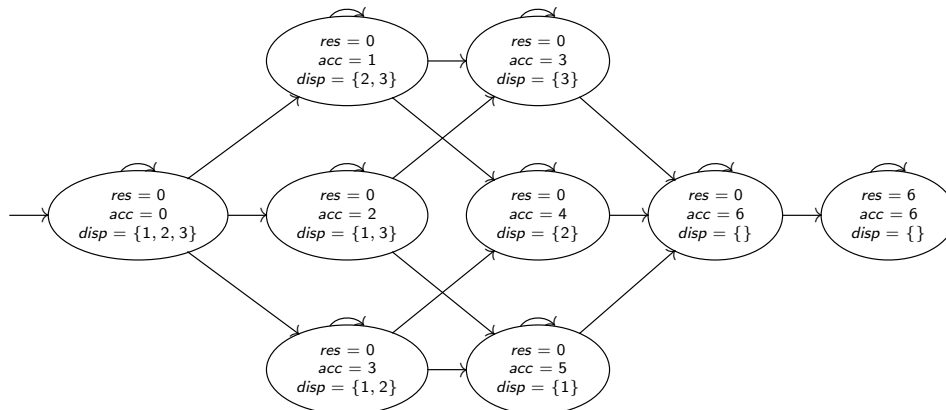 res = 0
acc = 1
disp = {2, 3}
res = 0
acc = 3
disp = {3}
res = 0
acc = 0
disp = {1, 2, 3}
res = 0
acc = 2
disp = {1, 3}
res = 0
acc = 4
disp = {2}
res = 0
acc = 6
disp = {}
res = 6
acc = 6
disp = {}
res = 0
acc = 3
disp = {1, 2}
res = 0
acc = 5
disp = {1}